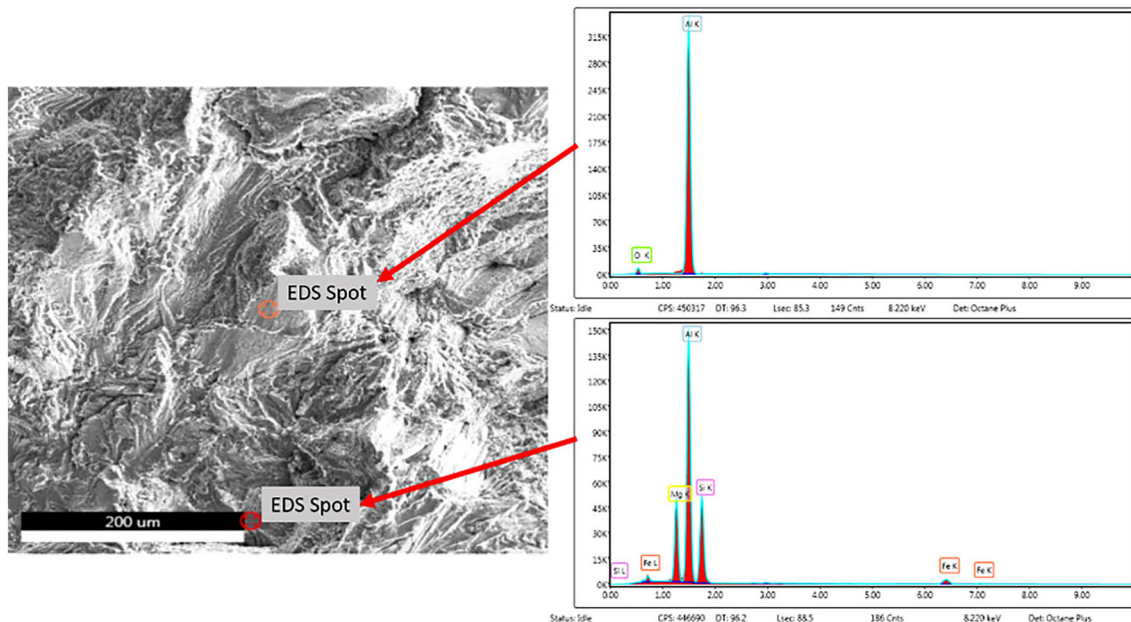 EDS Spot
EDS Spot
200 um
Al K
315K
280K
245K
210K
175K
140K
105K
70K
35K
0K
O K
0.00 1.00 2.00 3.00 4.00 5.00 6.00 7.00 8.00 9.00
Status: Idle CPS: 450317 DT: 96.3 Lsec: 85.3 149 Cnts 8.220 keV Det: Octane Plus
Al K
150K
135K
120K
105K
90K
75K
60K
45K
30K
15K
0K
Mg K
Si K
Si L
Fe L
Fe K
Fe K
0.00 1.00 2.00 3.00 4.00 5.00 6.00 7.00 8.00 9.00
Status: Idle CPS: 446690 DT: 96.2 Lsec: 88.5 186 Cnts 8.220 keV Det: Octane Plus